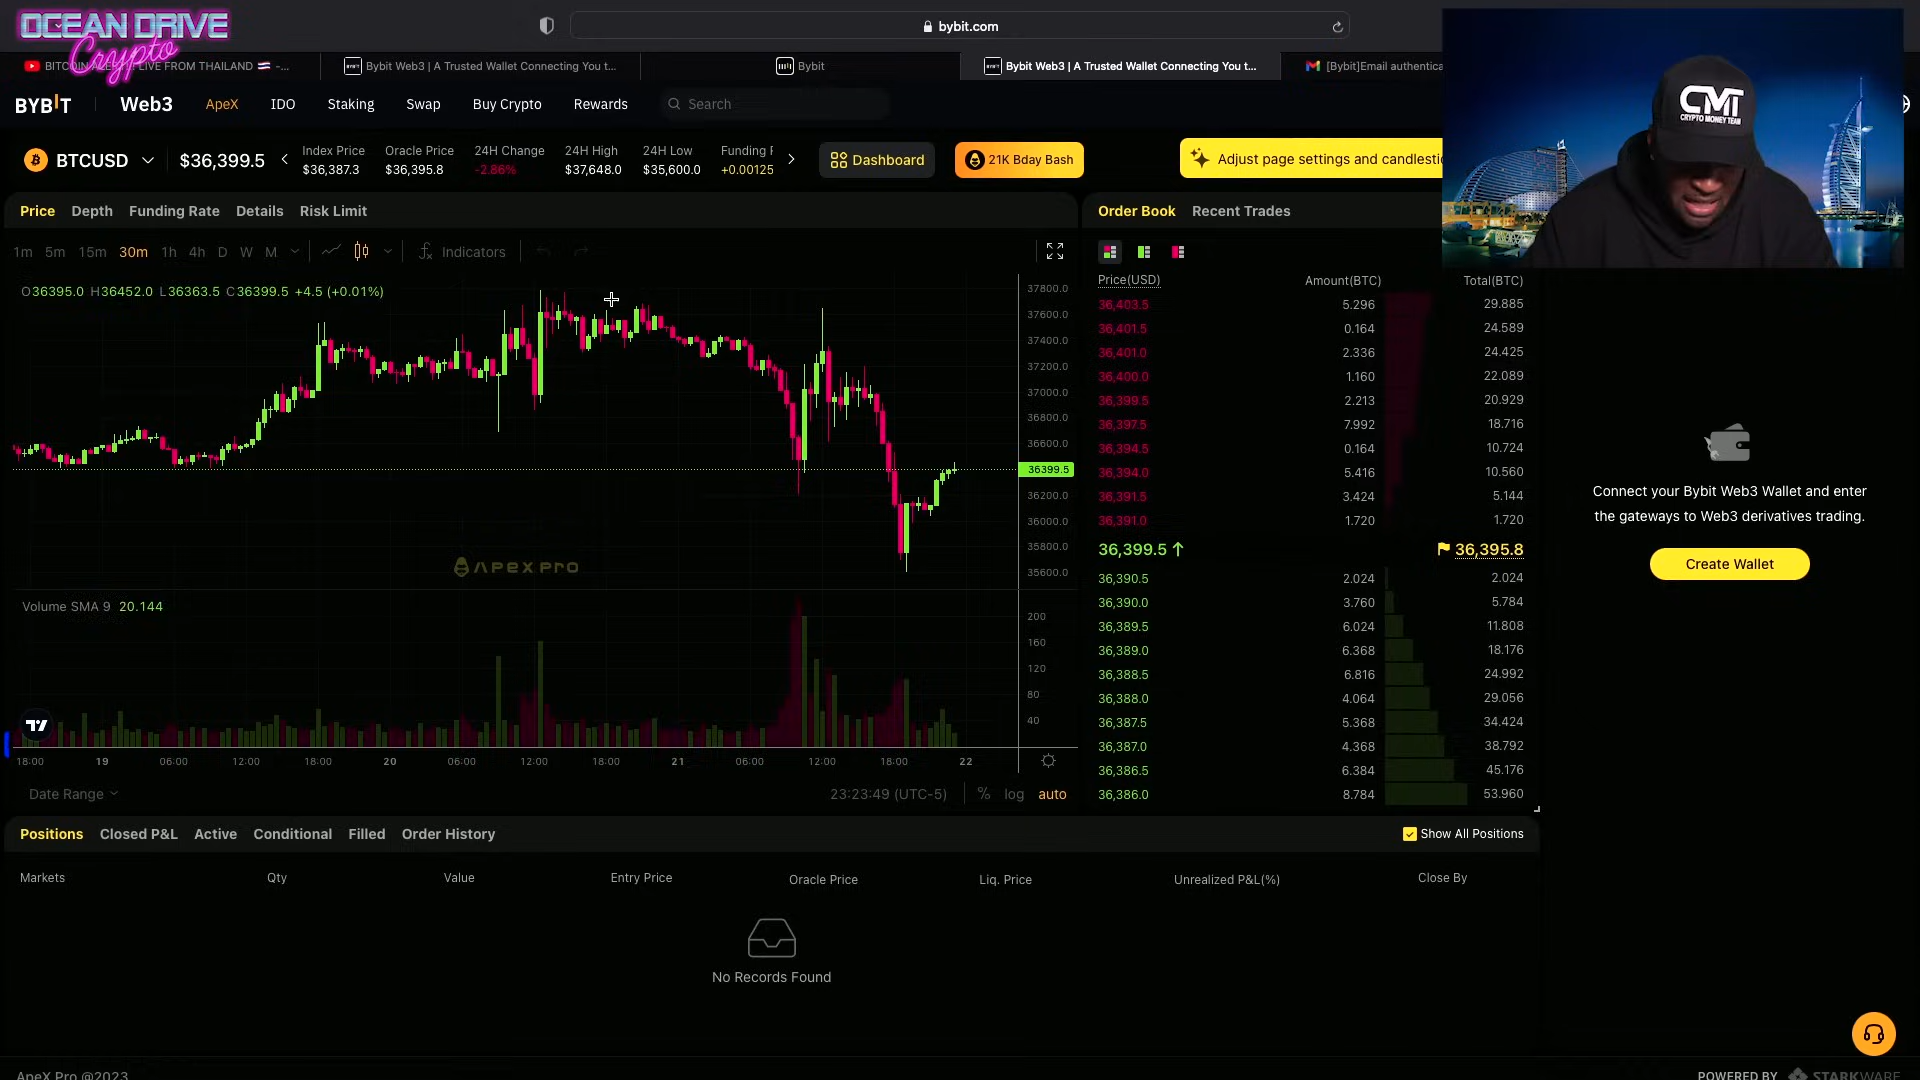 OCEAN DRIVE
Crypto
bybit.com
LIVE FROM THAILAND
Bybit Web3 | A Trusted Wallet Connecting You t...
Bybit
Bybit Web3 | A Trusted Wallet Connecting You t...
[Bybit]Email authentica
BYBIT
Web3
ApeX
IDO
Staking
Swap
Buy Crypto
Rewards
Search
CMT
CRYPTO MONEY TEAM
BTCUSD
$36,399.5
Index Price
$36,387.3
Oracle Price
$36,395.8
24H Change
-2.86%
24H High
$37,648.0
24H Low
$35,600.0
Funding
+0.00125
Dashboard
21K Bday Bash
Adjust page settings and candlestic
Price Depth Funding Rate Details Risk Limit
Order Book Recent Trades
1m 5m 15m 30m 1h 4h D W M
Indicators
O36395.0 H36452.0 L36363.5 C36399.5 +4.5 (+0.01%)
37800.0
37600.0
37400.0
37200.0
37000.0
36800.0
36600.0
36399.5
36200.0
36000.0
35800.0
35600.0
APEX PRO
Volume SMA 9 20.144
200
160
120
80
40
18:00 19 06:00 12:00 18:00 20 06:00 12:00 18:00 21 06:00 12:00 18:00 22
Date Range
23:23:49 (UTC-5)
% log auto
Price(USD) Amount(BTC) Total(BTC)
36,403.5 5.296 29.885
36,401.5 0.164 24.589
36,401.0 2.336 24.425
36,400.0 1.160 22.089
36,399.5 2.213 20.929
36,397.5 7.992 18.716
36,394.5 0.164 10.724
36,394.0 5.416 10.560
36,391.5 3.424 5.144
36,391.0 1.720 1.720
36,399.5 36,395.8
36,390.5 2.024 2.024
36,390.0 3.760 5.784
36,389.5 6.024 11.808
36,389.0 6.368 18.176
36,388.5 6.816 24.992
36,388.0 4.064 29.056
36,387.5 5.368 34.424
36,387.0 4.368 38.792
36,386.5 6.384 45.176
36,386.0 8.784 53.960
Connect your Bybit Web3 Wallet and enter
the gateways to Web3 derivatives trading.
Create Wallet
Positions Closed P&L Active Conditional Filled Order History
Show All Positions
Markets Qty Value Entry Price Oracle Price Liq. Price Unrealized P&L(%) Close By
No Records Found
ApeX Pro @2023
POWERED BY STARKWARE